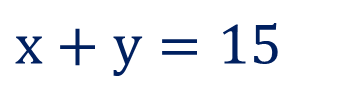 x + y = 15